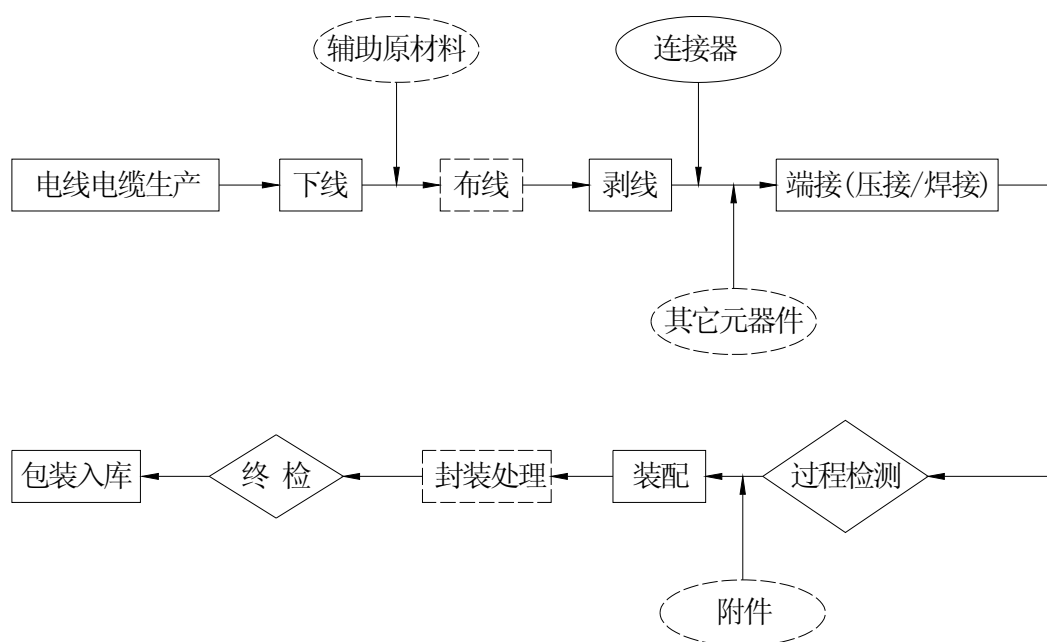 辅助原材料
连接器
电线电缆生产
下线
布线
剥线
端接(压接/焊接)
其它元器件
包装入库
终 检
封装处理
装配
过程检测
附件